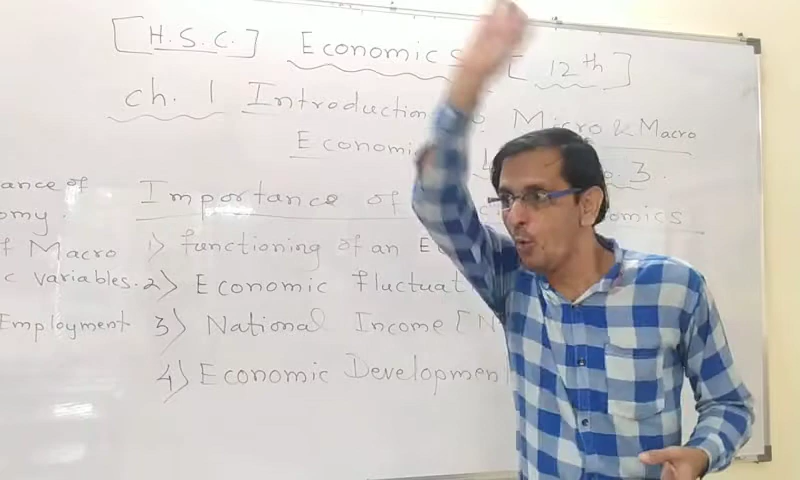 [H.S.C.] Economics [12th]
ch. 1 Introduction Micro & Macro
Economi 3.
Importance of omics
1) functioning of an E
2) Economic fluctuat
3) National Income [N
4) Economic Development
ance of
omy.
f Macro
c variables.
Employment